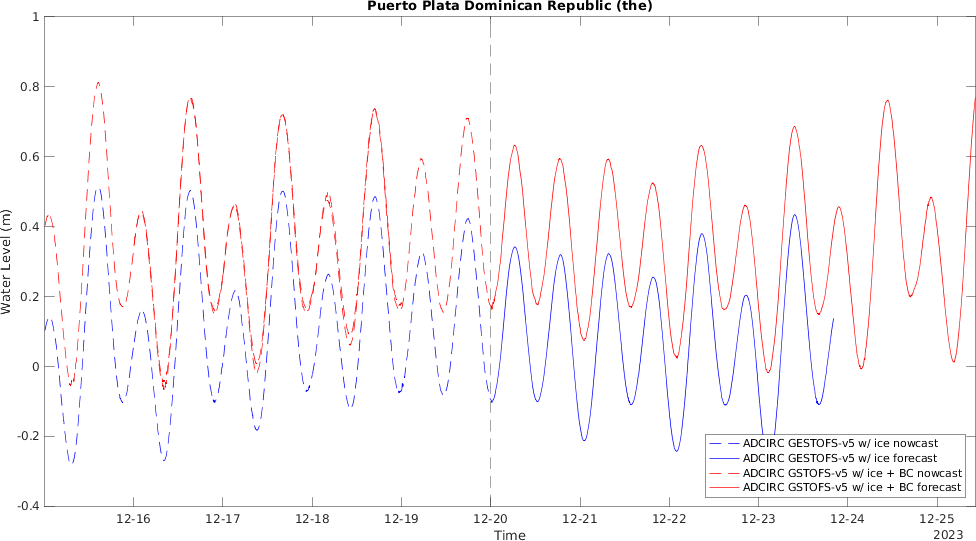 Puerto Plata Dominican Republic (the)
Water Level (m)
1
0.8
0.6
0.4
0.2
0
-0.2
-0.4
12-16 12-17 12-18 12-19 12-20 12-21 12-22 12-23 12-24 12-25
Time
2023
ADCIRC GESTOFS-v5 w/ ice nowcast
ADCIRC GESTOFS-v5 w/ ice forecast
ADCIRC GSTOFS-v5 w/ ice + BC nowcast
ADCIRC GSTOFS-v5 w/ ice + BC forecast